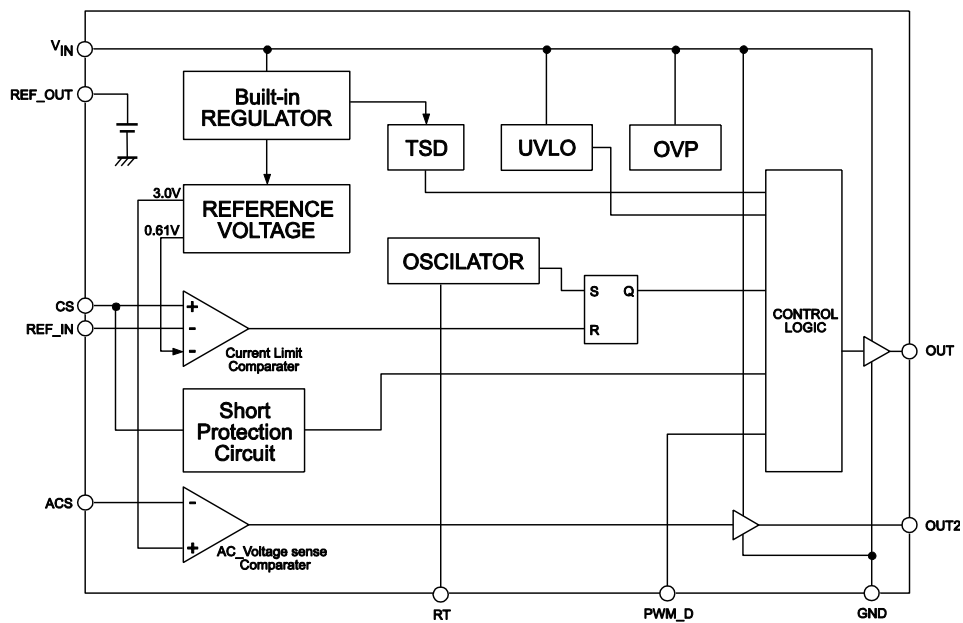 VIN
REF_OUT
Built-in
REGULATOR
TSD
UVLO
OVP
3.0V
REFERENCE
VOLTAGE
0.61V
OSCILATOR
CS
+
S
Q
REF_IN
-
R
-
CONTROL
LOGIC
Current Limit
Comparater
OUT
Short
Protection
Circuit
ACS
-
OUT2
+
AC_Voltage sense
Comparater
RT
PWM_D
GND